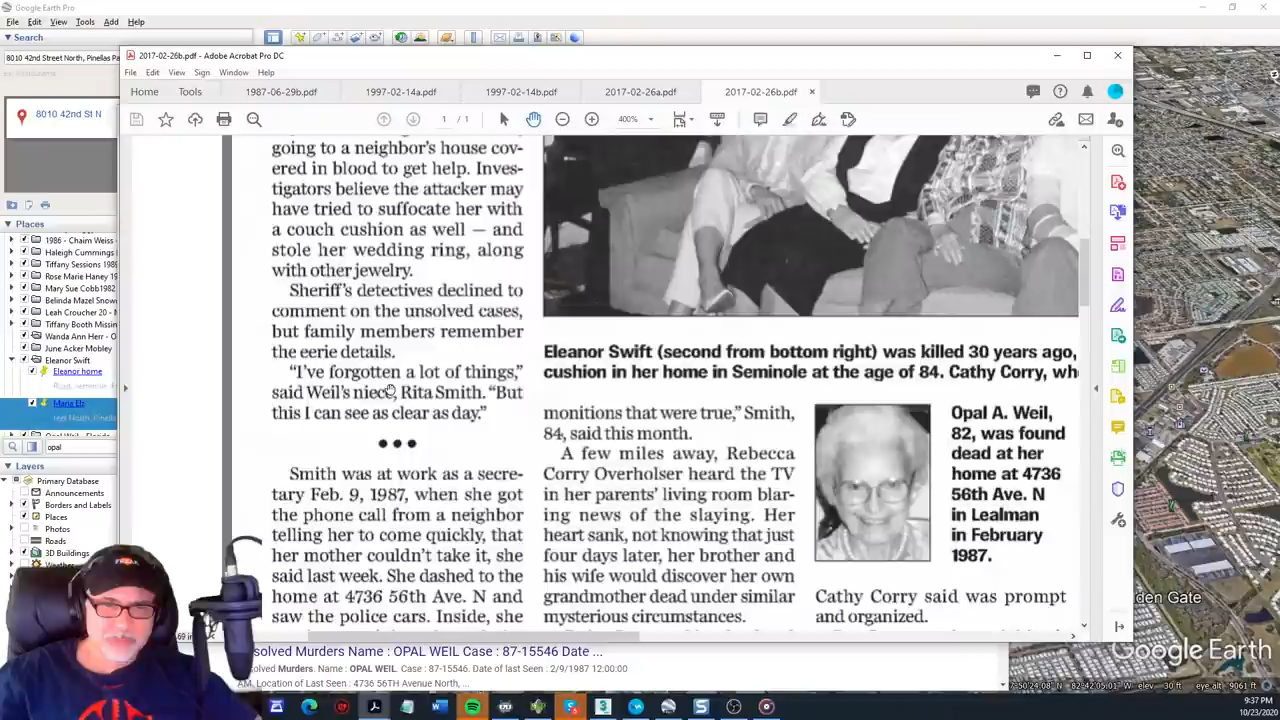 Google Earth Pro
File Edit View Tools Add Help
Search
8010 42nd Street North, Pinellas Pa
8010 42nd St N
Places
1986 - Chaim Weiss
Haleigh Cummings
Tiffany Sessions 1989
Rose Marie Haney 19
Mary Sue Cobb1982
Belinda Mazel Snow
Leah Croucher 20 - M
Tiffany Booth Missin
Wanda Ann Herr - O
June Acker Mobley
Eleanor Swift
Eleanor home
opal
Layers
Primary Database
Announcements
Borders and Labels
Places
Photos
Roads
3D Buildings
2017-02-26b.pdf - Adobe Acrobat Pro DC
File Edit View Sign Window Help
Home Tools 1987-06-29b.pdf 1997-02-14a.pdf 1997-02-14b.pdf 2017-02-26a.pdf 2017-02-26b.pdf ×
1 / 1 400%
going to a neighbor's house cov-
ered in blood to get help. Inves-
tigators believe the attacker may
have tried to suffocate her with
a couch cushion as well — and
stole her wedding ring, along
with other jewelry.
Sheriff's detectives declined to
comment on the unsolved cases,
but family members remember
the eerie details.
"I've forgotten a lot of things,"
said Weil's niece, Rita Smith. "But
this I can see as clear as day."
●●●
Smith was at work as a secre-
tary Feb. 9, 1987, when she got
the phone call from a neighbor
telling her to come quickly, that
her mother couldn't take it, she
said last week. She dashed to the
home at 4736 56th Ave. N and
saw the police cars. Inside, she
Eleanor Swift (second from bottom right) was killed 30 years ago,
cushion in her home in Seminole at the age of 84. Cathy Corry, wh
monitions that were true," Smith,
84, said this month.
A few miles away, Rebecca
Corry Overholser heard the TV
in her parents' living room blar-
ing news of the slaying. Her
heart sank, not knowing that just
four days later, her brother and
his wife would discover her own
grandmother dead under similar
mysterious circumstances.
Opal A. Weil,
82, was found
dead at her
home at 4736
56th Ave. N
in Lealman
in February
1987.
Cathy Corry said was prompt
and organized.
solved Murders Name : OPAL WEIL Case : 87-15546 Date ...
solved Murders. Name : OPAL WEIL. Case : 87-15546. Date of last Seen : 2/9/1987 12:00:00
AM. Location of Last Seen : 4736 56TH Avenue North, ...
den Gate
Google Earth
elev 30 ft eye alt 9061 ft
9:37 PM
10/23/2020